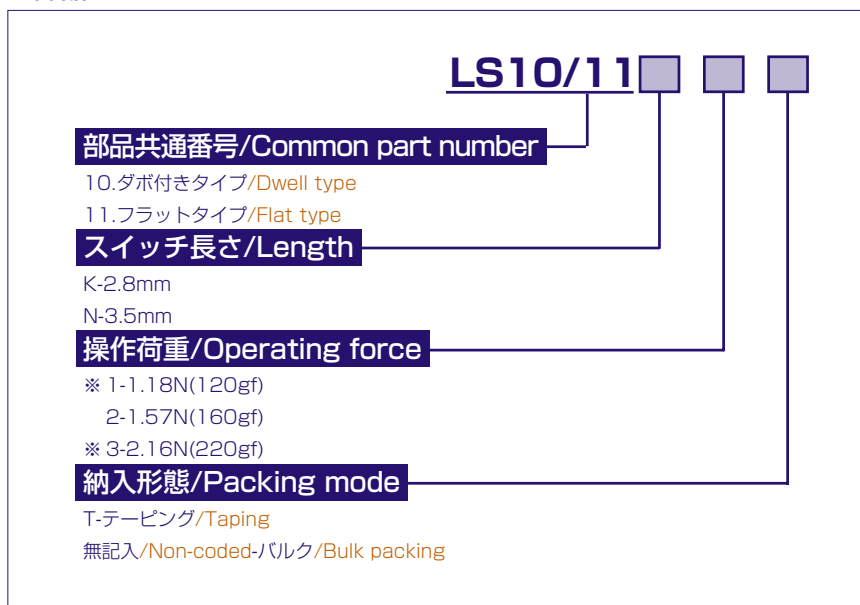 LS10/11
部品共通番号/Common part number
10.ダボ付きタイプ/Dwell type
11.フラットタイプ/Flat type
スイッチ長さ/Length
K-2.8mm
N-3.5mm
操作荷重/Operating force
※ 1-1.18N(120gf)
2-1.57N(160gf)
※ 3-2.16N(220gf)
納入形態/Packing mode
T-テーピング/Taping
無記入/Non-coded-バルク/Bulk packing